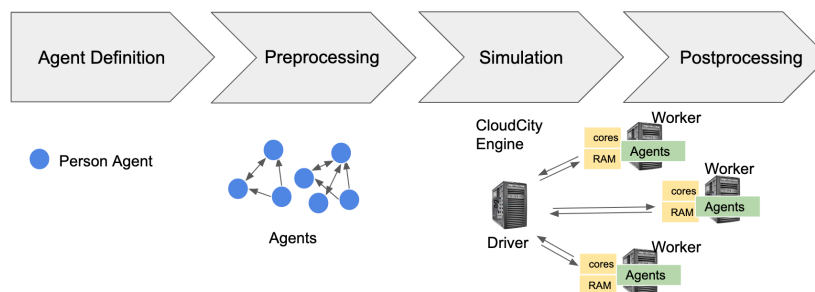 Agent Definition
Preprocessing
Simulation
Postprocessing
Person Agent
Agents
CloudCity
Engine
Driver
Worker
cores
RAM
Agents
Worker
cores
RAM
Agents
Worker
cores
RAM
Agents